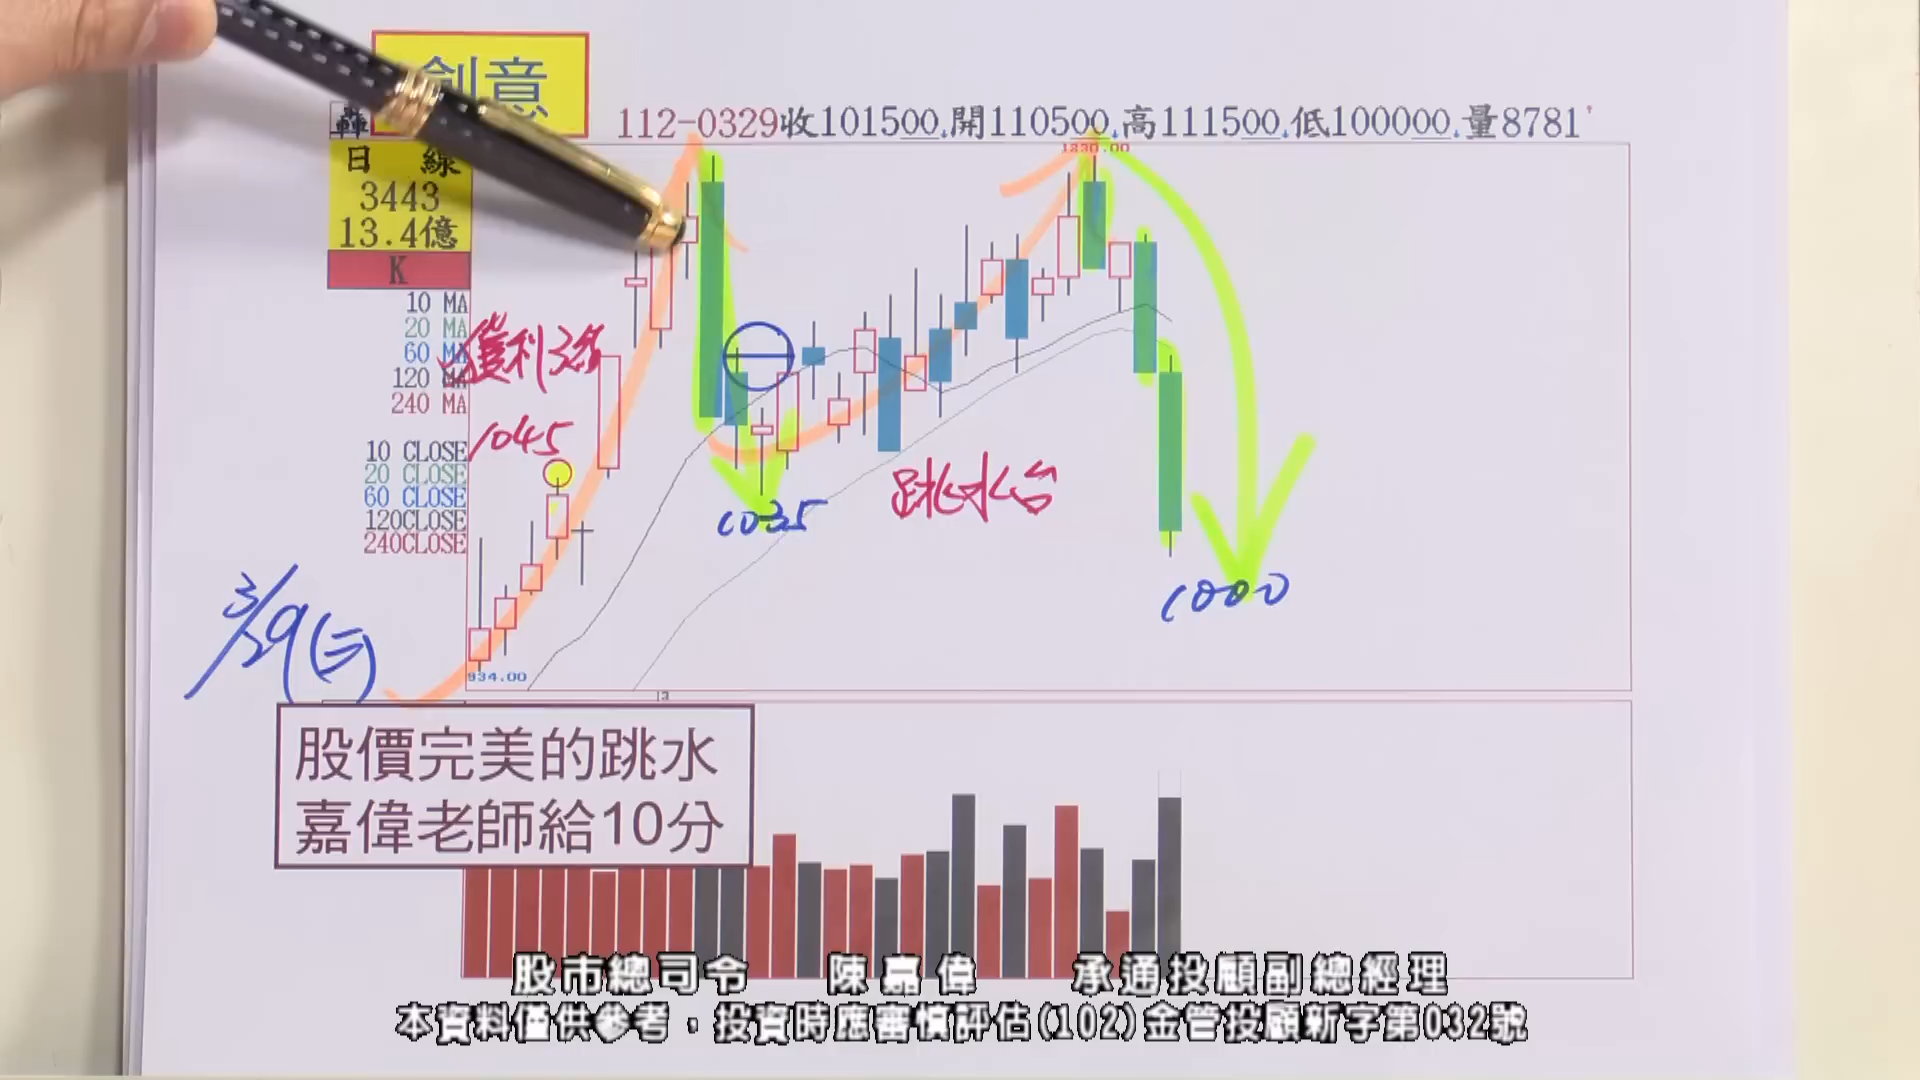 創意
轟
112-0329收101500.開110500.高111500.低100000.量8781
日 線
3443
13.4億
K
10 MA
20 MA
60 MA
120 MA
240 MA
10 CLOSE
20 CLOSE
60 CLOSE
120CLOSE
240CLOSE
獲利3綹
1045
1035
跳水台
1000
3/29(三)
934.00
3
股價完美的跳水
嘉偉老師給10分
股市總司令 陳嘉偉 承通投顧副總經理
本資料僅供參考，投資時應審慎評估(102)金管投顧新字第032號